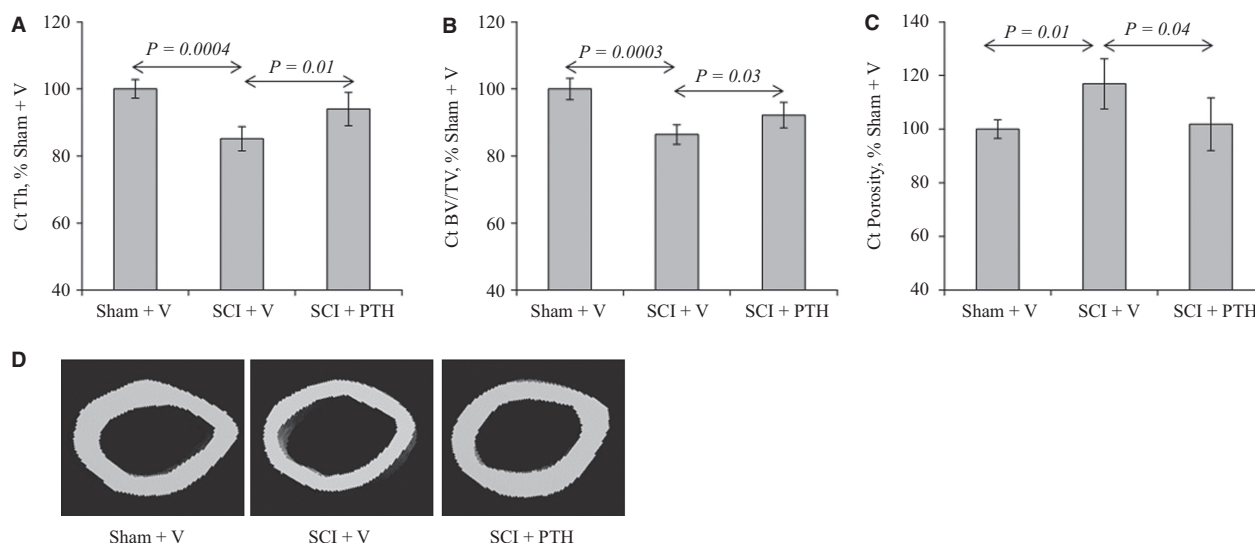 A
Ct Th, % Sham + V
120
100
80
60
40
P = 0.0004
P = 0.01
Sham + V
SCI + V
SCI + PTH
B
Ct BV/TV, % Sham + V
120
100
80
60
40
P = 0.0003
P = 0.03
Sham + V
SCI + V
SCI + PTH
C
Ct Porosity, % Sham + V
140
120
100
80
60
40
P = 0.01
P = 0.04
Sham + V
SCI + V
SCI + PTH
D
Sham + V
SCI + V
SCI + PTH